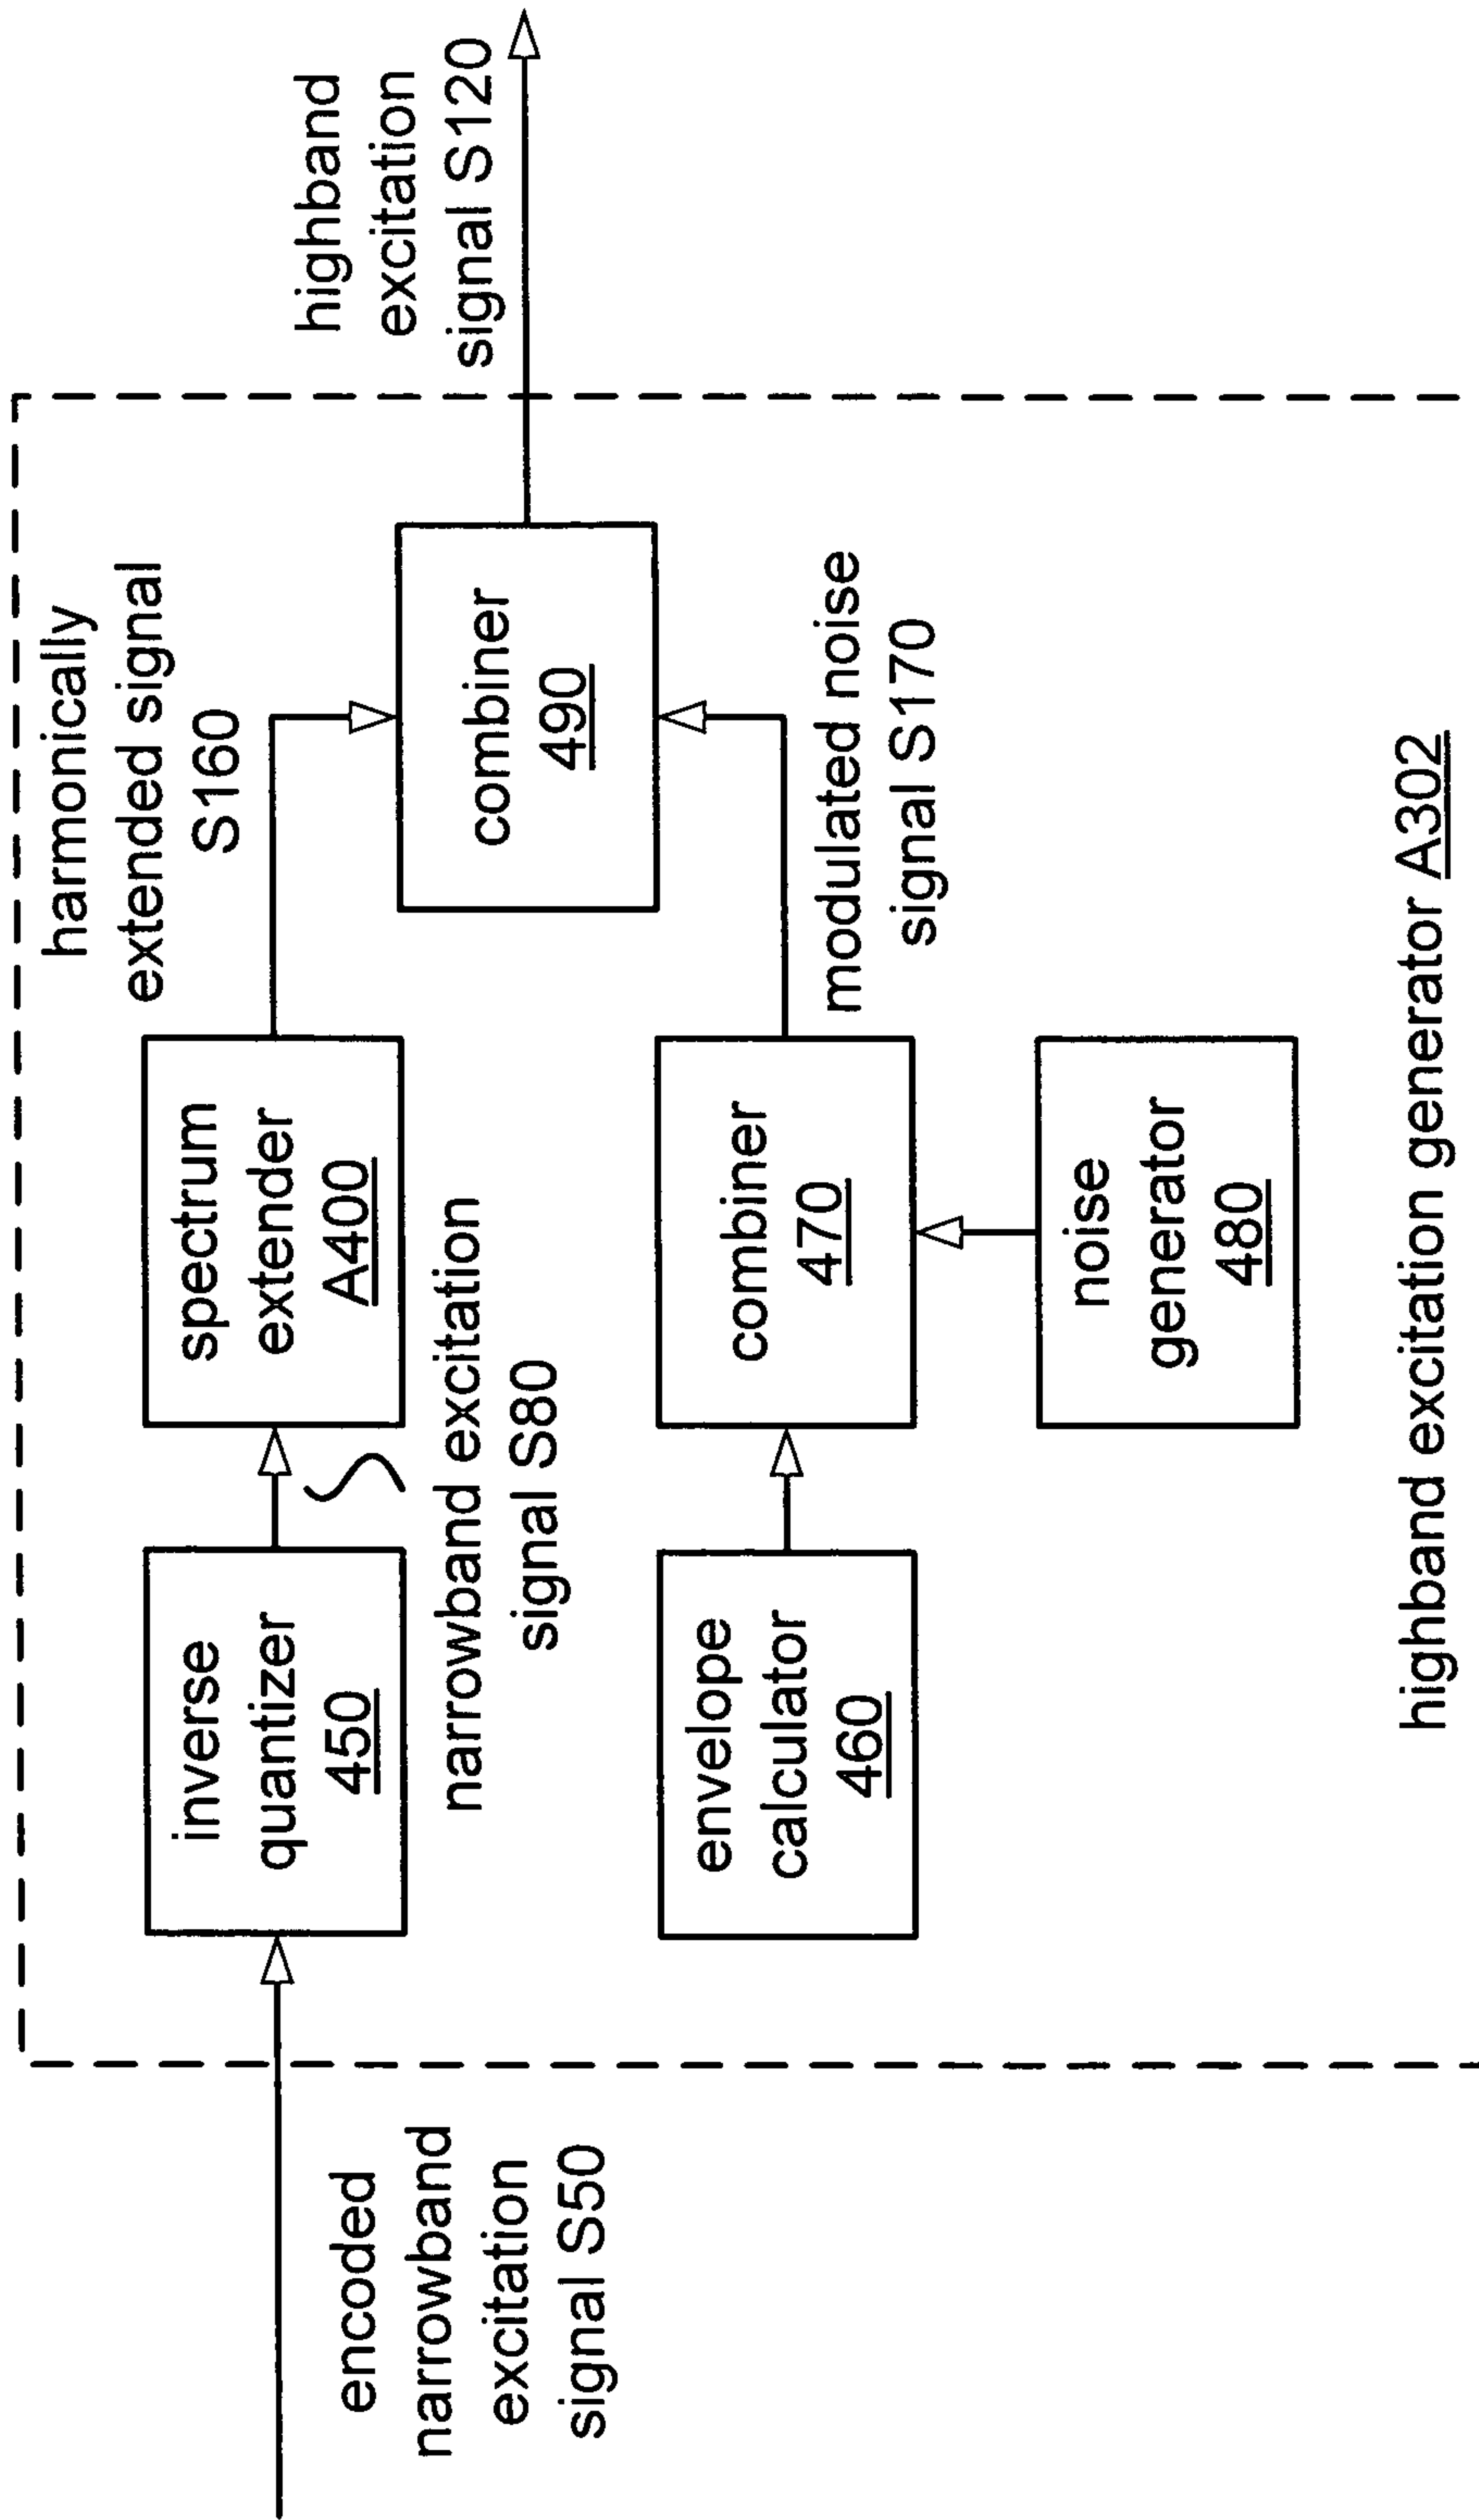 encoded
narrowband
excitation
signal S50
inverse
quantizer
450
narrowband excitation
signal S80
spectrum
extender
A400
harmonically
extended signal
S160
envelope
calculator
460
combiner
470
noise
generator
480
modulated noise
signal S170
combiner
490
highband
excitation
signal S120
highband excitation generator A302